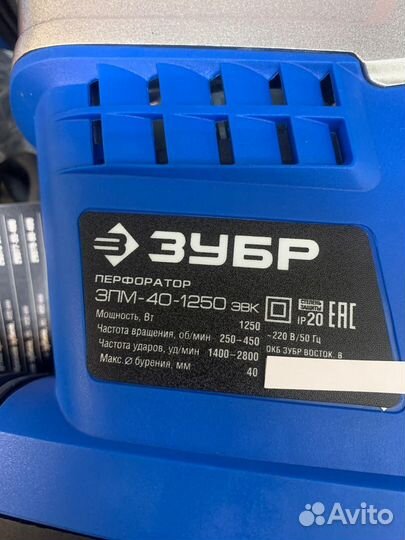 ЗУБР
ПЕРФОРАТОР
ЗПМ-40-1250 ЭВК
Мощность, Вт 1250
Частота вращения, об/мин 250-450 ~220 В/50 Гц
Частота ударов, уд/мин 1400-2800 ОКБ ЗУБР ВОСТОК, В
Макс.∅ бурения, мм 40
IP20 EAC
Avito